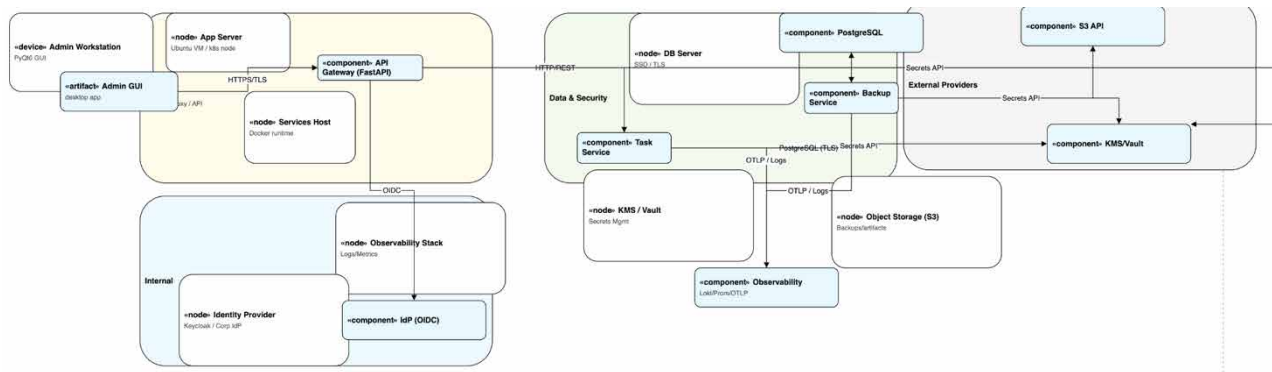 «device» Admin Workstation
PyQt6 GUI
«artifact» Admin GUI
desktop app
«node» App Server
Ubuntu VM / k8s node
HTTPS/TLS
oxy / API
«component» API
Gateway (FastAPI)
«node» Services Host
Docker runtime
OIDC
Internal
«node» Observability Stack
Logs/Metrics
«node» Identity Provider
Keycloak / Corp IdP
«component» IdP (OIDC)
HTTP/REST
«node» DB Server
SSD / TLS
Data & Security
«component» PostgreSQL
«component» Backup
Service
«component» Task
Service
PostgreSQL (TLS)
Secrets API
OTLP / Logs
OTLP / Logs
«node» KMS / Vault
Secrets Mgmt
«node» Object Storage (S3)
Backups/artifacts
«component» Observability
Loki/Prom/OTLP
«component» S3 API
Secrets API
External Providers
Secrets API
«component» KMS/Vault